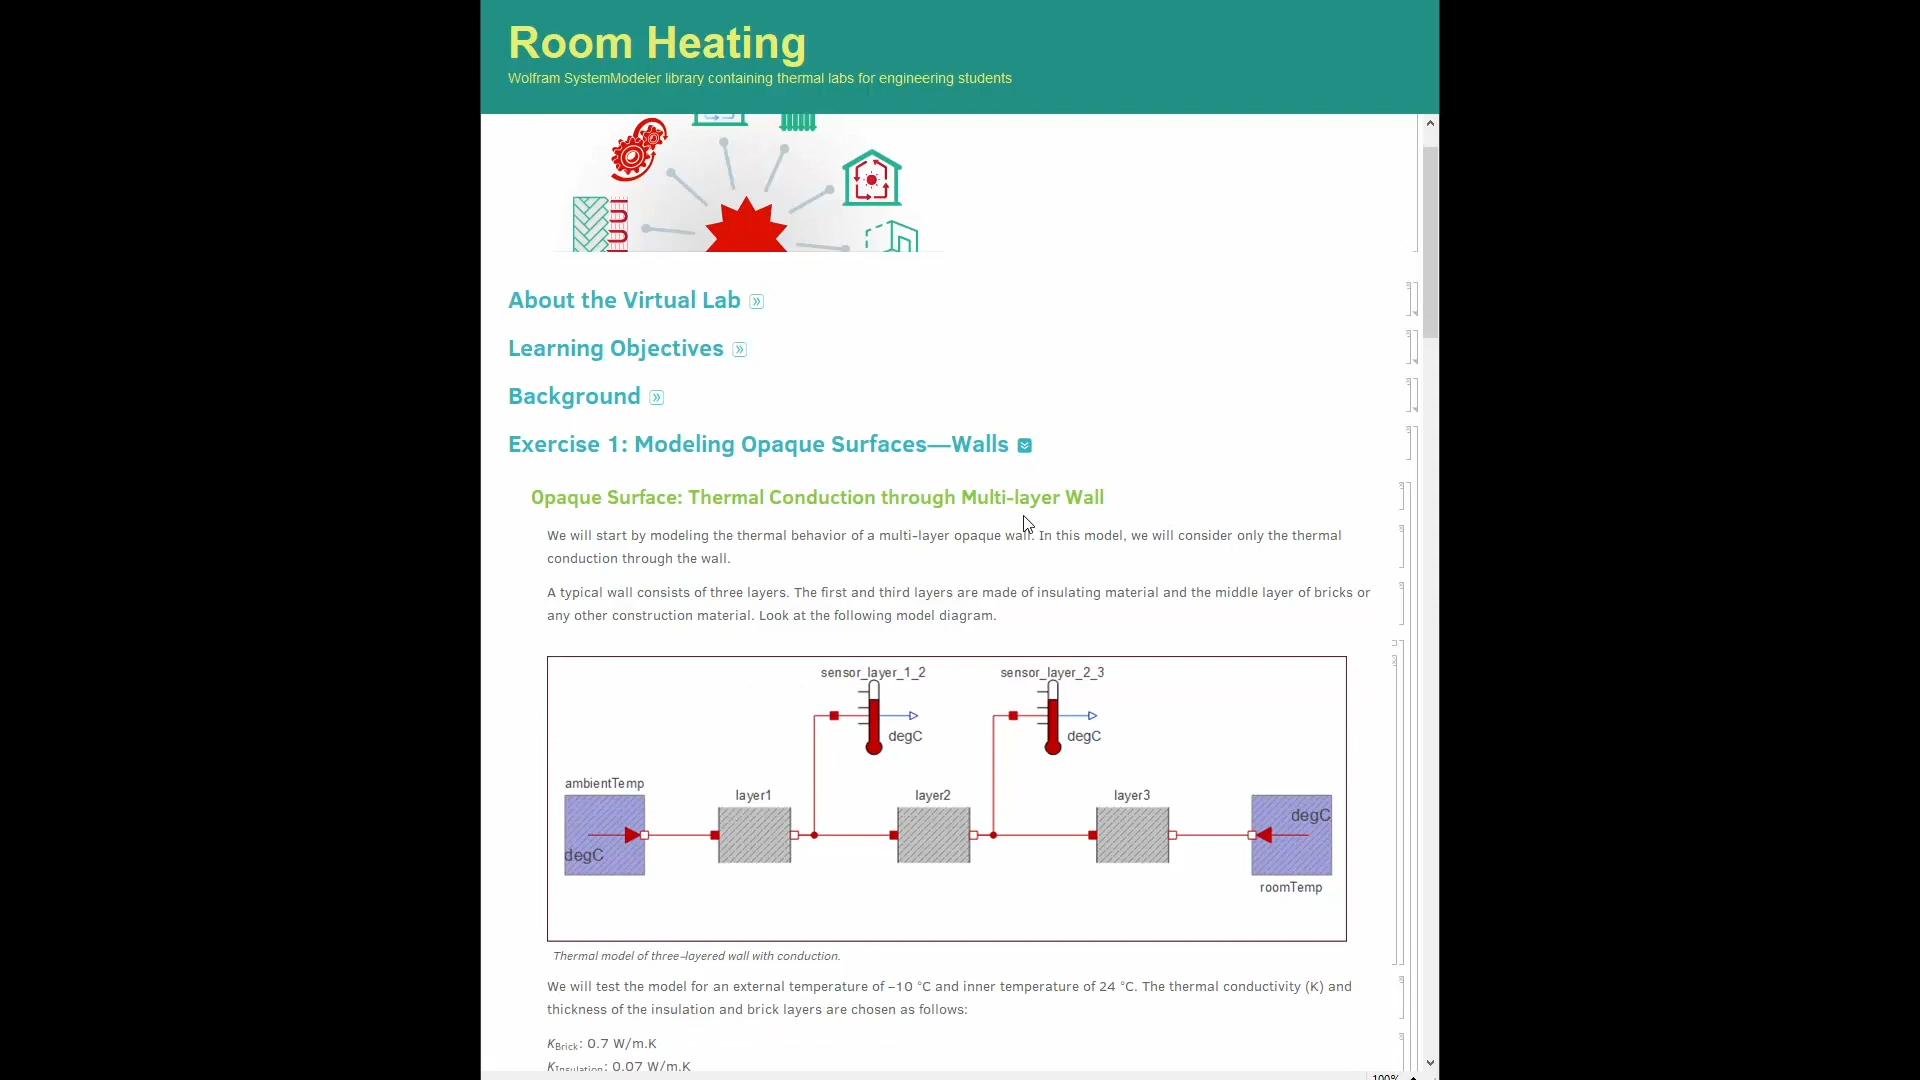 Room Heating
Wolfram SystemModeler library containing thermal labs for engineering students
About the Virtual Lab
Learning Objectives
Background
Exercise 1: Modeling Opaque Surfaces—Walls
Opaque Surface: Thermal Conduction through Multi-layer Wall
We will start by modeling the thermal behavior of a multi-layer opaque wall. In this model, we will consider only the thermal
conduction through the wall.
A typical wall consists of three layers. The first and third layers are made of insulating material and the middle layer of bricks or
any other construction material. Look at the following model diagram.
sensor_layer_1_2
sensor_layer_2_3
degC
degC
ambientTemp
layer1
layer2
layer3
degC
degC
roomTemp
Thermal model of three-layered wall with conduction.
We will test the model for an external temperature of –10 °C and inner temperature of 24 °C. The thermal conductivity (K) and
thickness of the insulation and brick layers are chosen as follows:
KBrick: 0.7 W/m.K
KInsulation: 0.07 W/m.K
100%